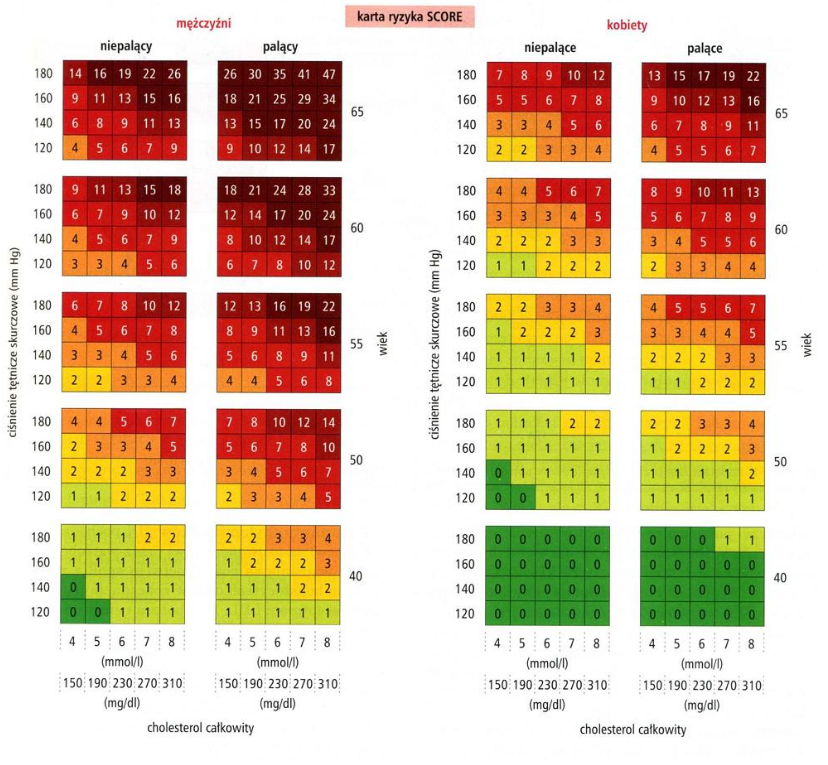 karta ryzyka SCORE
mężczyźni
kobiety
niepalący palący
niepalące palące
180 14 16 19 22 26 26 30 35 41 47
160 9 11 13 15 16 18 21 25 29 34
140 6 8 9 11 13 13 15 17 20 24
120 4 5 6 7 9 9 10 12 14 17
65
180 9 11 13 15 18 18 21 24 28 33
160 6 7 9 10 12 12 14 17 20 24
140 4 5 6 7 9 8 10 12 14 17
120 3 3 4 5 6 6 7 8 10 12
60
180 6 7 8 10 12 12 13 16 19 22
160 4 5 6 7 8 8 9 11 13 16
140 3 3 4 5 6 5 6 8 9 11
120 2 2 3 3 4 4 4 5 6 8
55
180 4 4 5 6 7 7 8 10 12 14
160 2 3 3 4 5 5 6 7 8 10
140 2 2 2 3 3 3 4 5 6 7
120 1 1 2 2 2 2 3 3 4 5
50
180 1 1 1 2 2 2 2 3 3 4
160 1 1 1 1 1 1 2 2 2 3
140 0 1 1 1 1 1 1 1 2 2
120 0 0 1 1 1 1 1 1 1 1
40
4 5 6 7 8 4 5 6 7 8
(mmol/l) (mmol/l)
150 190 230 270 310 150 190 230 270 310
(mg/dl) (mg/dl)
cholesterol całkowity
ciśnienie tętnicze skurczowe (mm Hg)
wiek
180 7 8 9 10 12 13 15 17 19 22
160 5 5 6 7 8 9 10 12 13 16
140 3 3 4 5 6 6 7 8 9 11
120 2 2 3 3 4 4 5 5 6 7
65
180 4 4 5 6 7 8 9 10 11 13
160 3 3 3 4 5 5 6 7 8 9
140 2 2 2 3 3 3 4 5 5 6
120 1 1 2 2 2 2 3 3 4 4
60
180 2 2 3 3 4 4 5 5 6 7
160 1 2 2 2 3 3 3 4 4 5
140 1 1 1 1 2 2 2 2 3 3
120 1 1 1 1 1 1 1 2 2 2
55
180 1 1 1 2 2 2 2 3 3 4
160 1 1 1 1 1 1 2 2 2 3
140 0 1 1 1 1 1 1 1 1 2
120 0 0 1 1 1 1 1 1 1 1
50
180 0 0 0 0 0 0 0 0 1 1
160 0 0 0 0 0 0 0 0 0 0
140 0 0 0 0 0 0 0 0 0 0
120 0 0 0 0 0 0 0 0 0 0
40
4 5 6 7 8 4 5 6 7 8
(mmol/l) (mmol/l)
150 190 230 270 310 150 190 230 270 310
(mg/dl) (mg/dl)
cholesterol całkowity
ciśnienie tętnicze skurczowe (mm Hg)
wiek